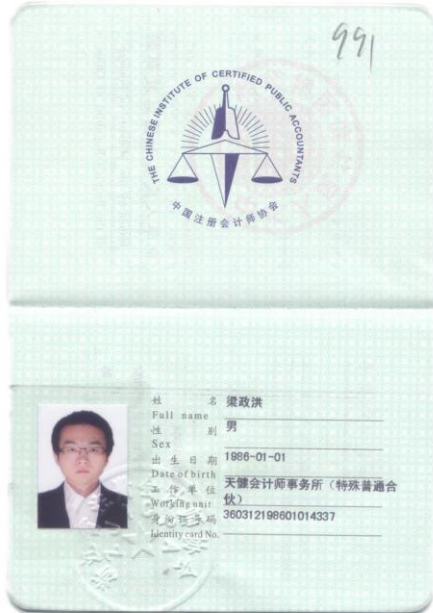 991
THE CHINESE INSTITUTE OF CERTIFIED PUBLIC ACCOUNTANTS
中国注册会计师协会
姓 名 梁政洪
Full name
性 别 男
Sex
出生日期 1986-01-01
Date of birth
工作单位 天健会计师事务所（特殊普通合
Working unit 伙）
身份证号码 360312198601014337
Identity card No.